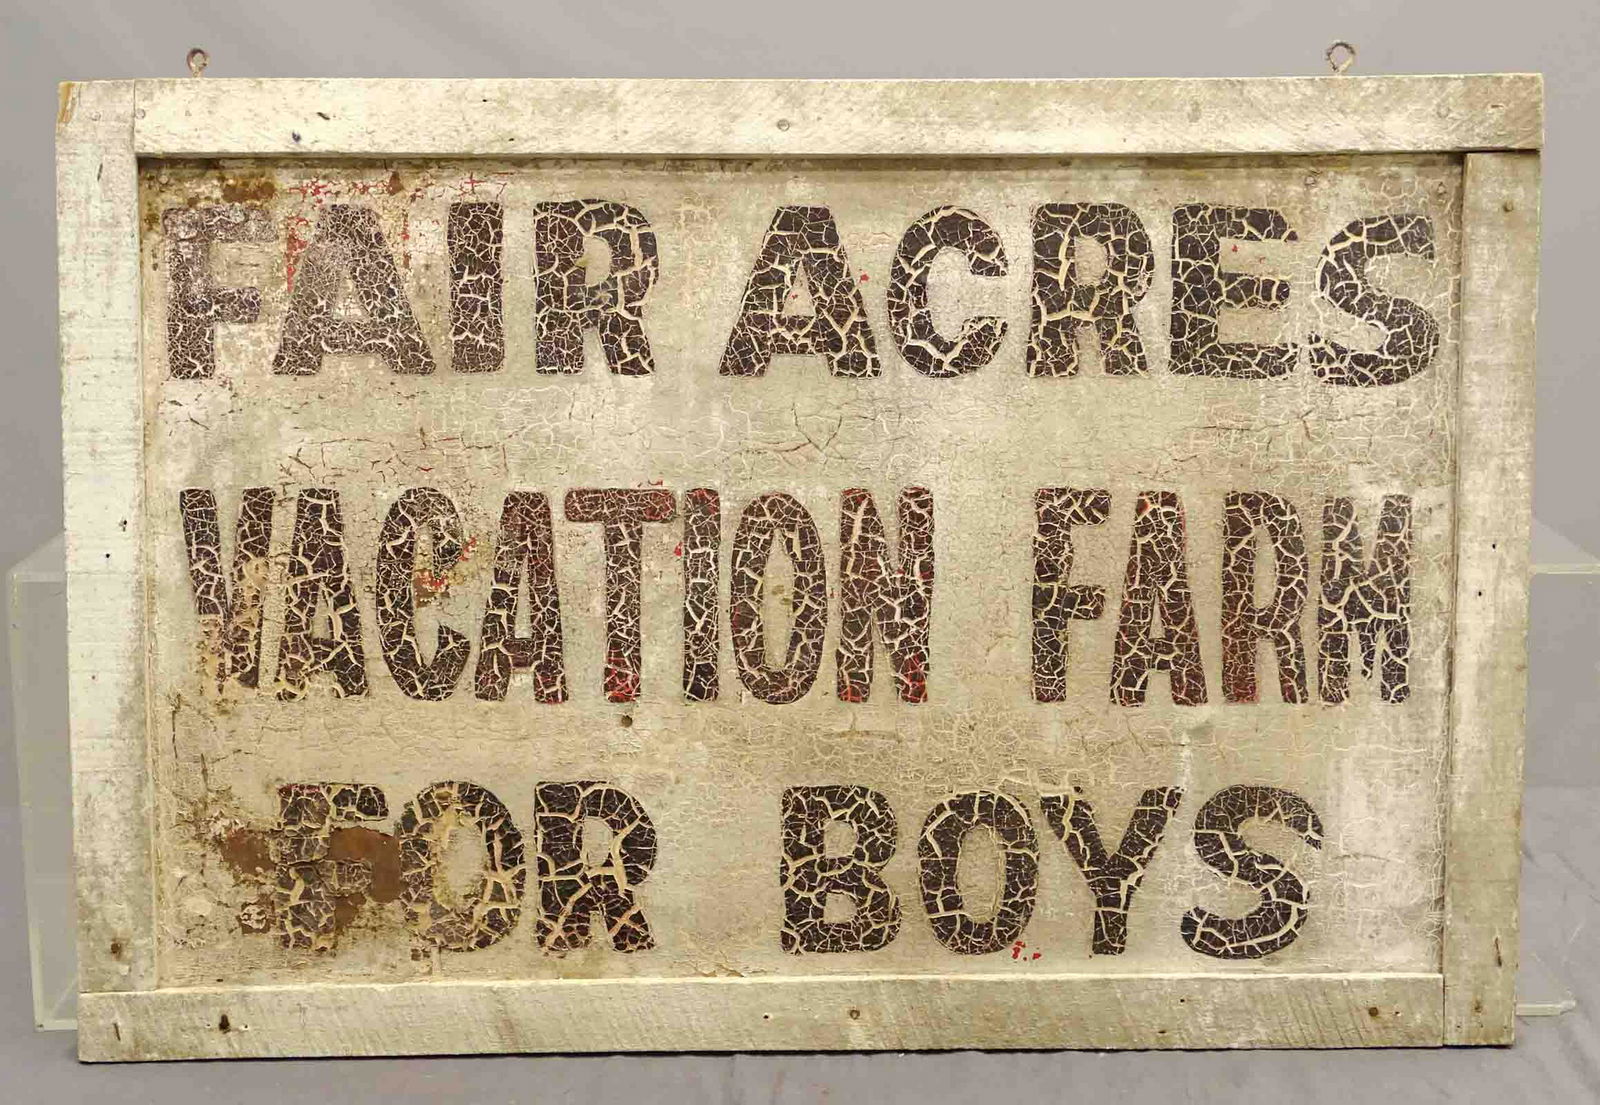 FAIR ACRES
VACATION FARM
FOR BOYS